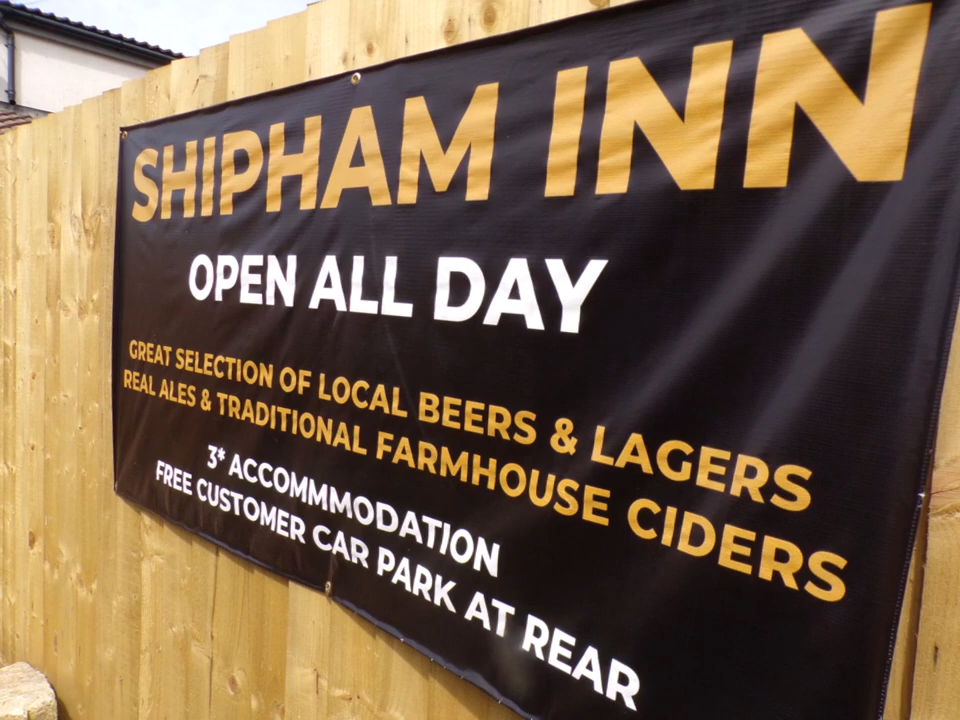 SHIPHAM INN
OPEN ALL DAY
GREAT SELECTION OF LOCAL BEERS & LAGERS
REAL ALES & TRADITIONAL FARMHOUSE CIDERS
3* ACCOMMMODATION
FREE CUSTOMER CAR PARK AT REAR